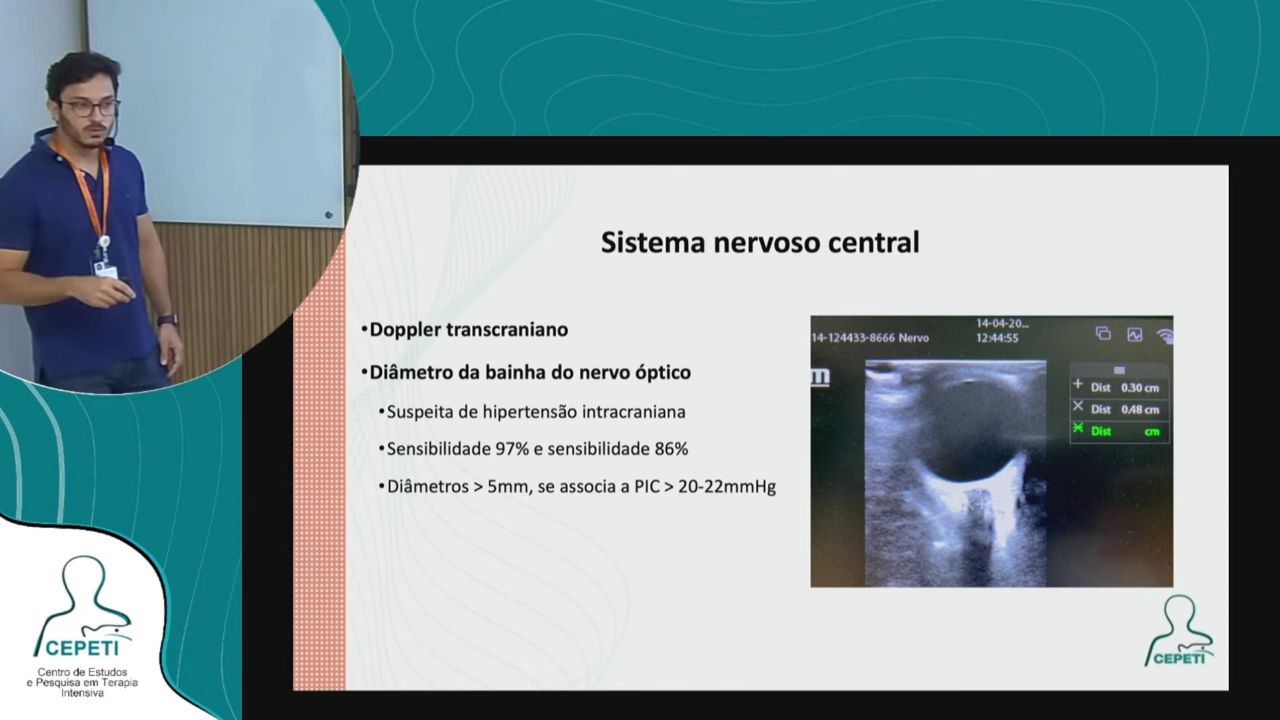 Sistema nervoso central
•Doppler transcraniano
•Diâmetro da bainha do nervo óptico
•Suspeita de hipertensão intracraniana
•Sensibilidade 97% e sensibilidade 86%
•Diâmetros > 5mm, se associa a PIC > 20-22mmHg
14-124433-8666 Nervo
14-04-20...
12:44:55
m
+ Dist 0.30 cm
× Dist 0.48 cm
Dist cm
CEPETI
CEPETI
Centro de Estudos
e Pesquisa em Terapia
Intensiva